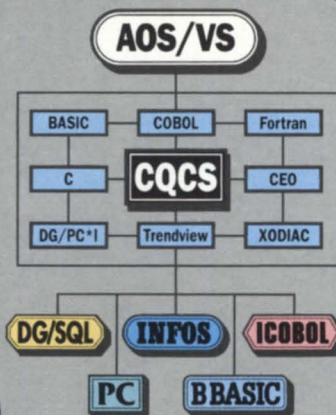 AOS/VS
BASIC
COBOL
Fortran
C
CQCS
CEO
DG/PC*I
Trendview
XODIAC
DG/SQL
INFOS
ICOBOL
PC
BBASIC